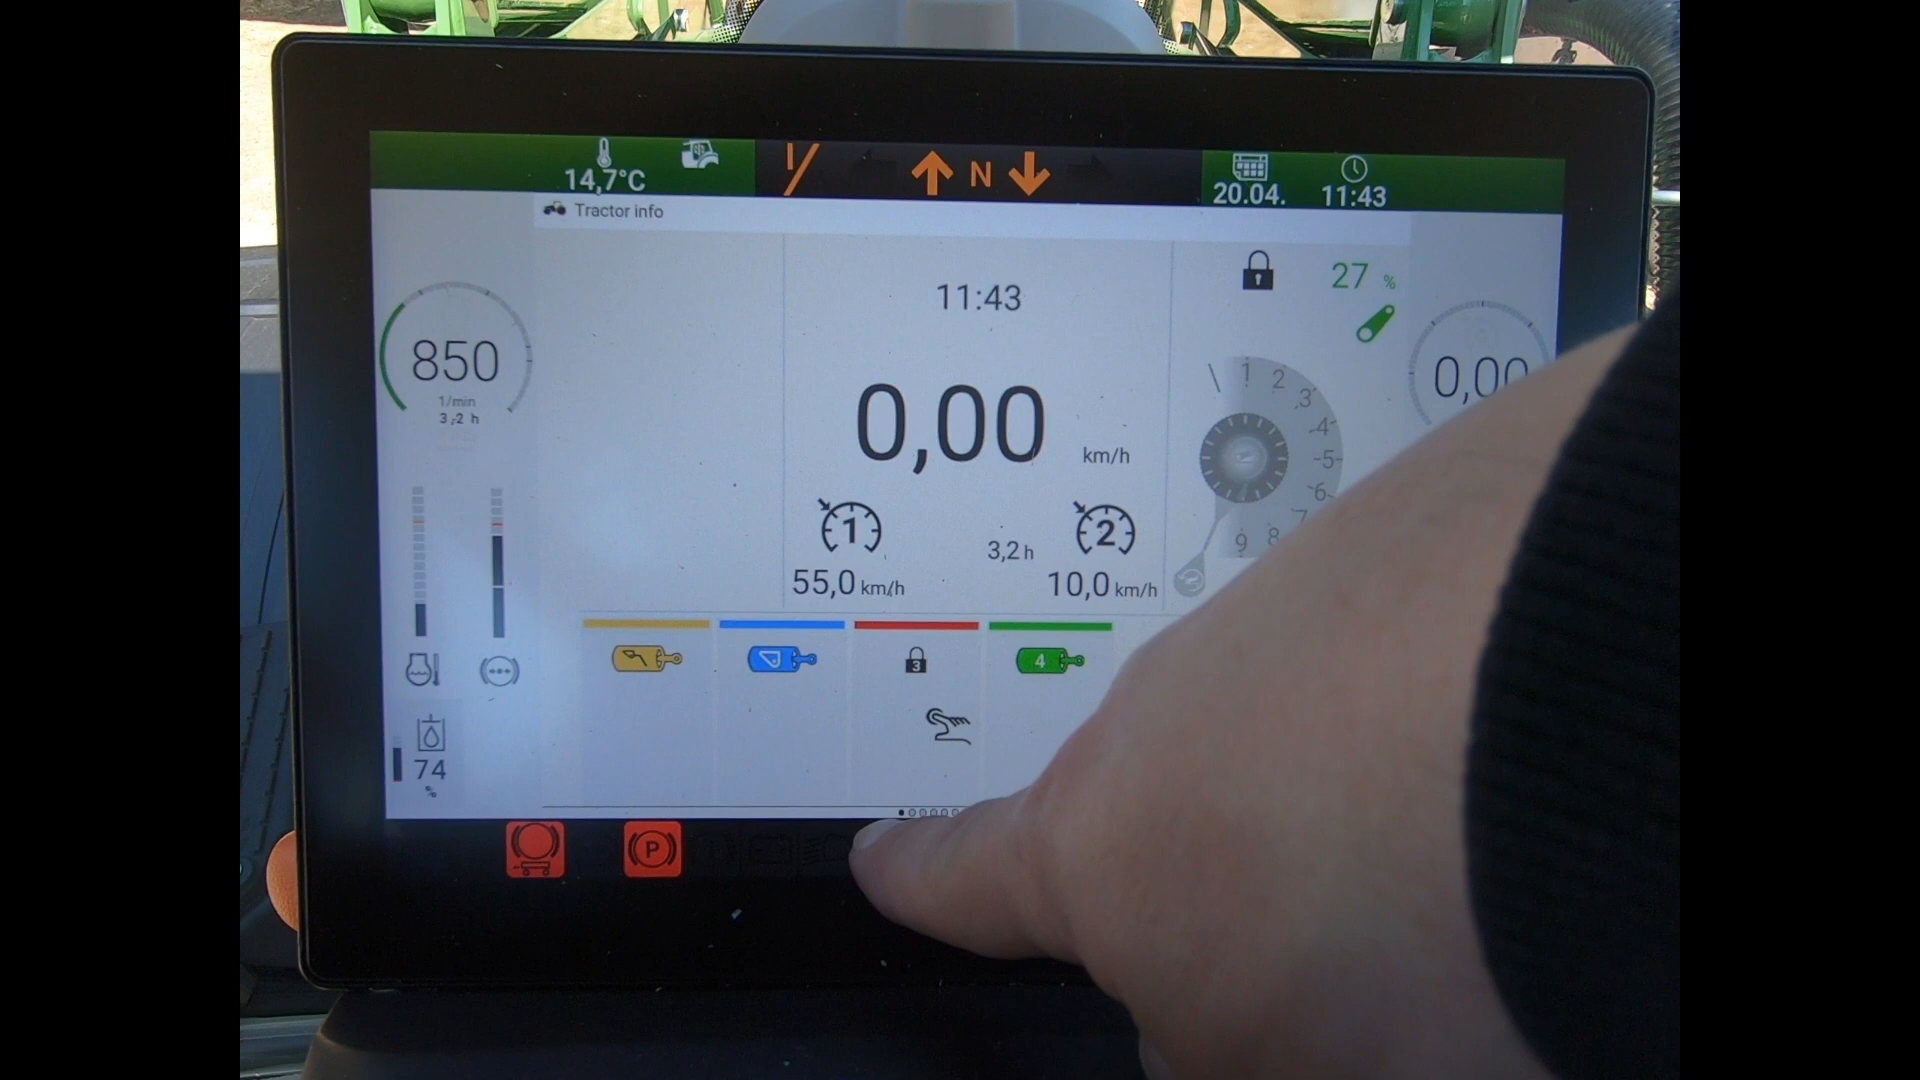 14,7°C
N
20.04.
11:43
Tractor info
11:43
27 %
850
1/min
3,2 h
0,00
km/h
0,00
1
2
3
4
5
6
7
8
9
1
2
3,2 h
55,0 km/h
10,0 km/h
3
4
74
%
P